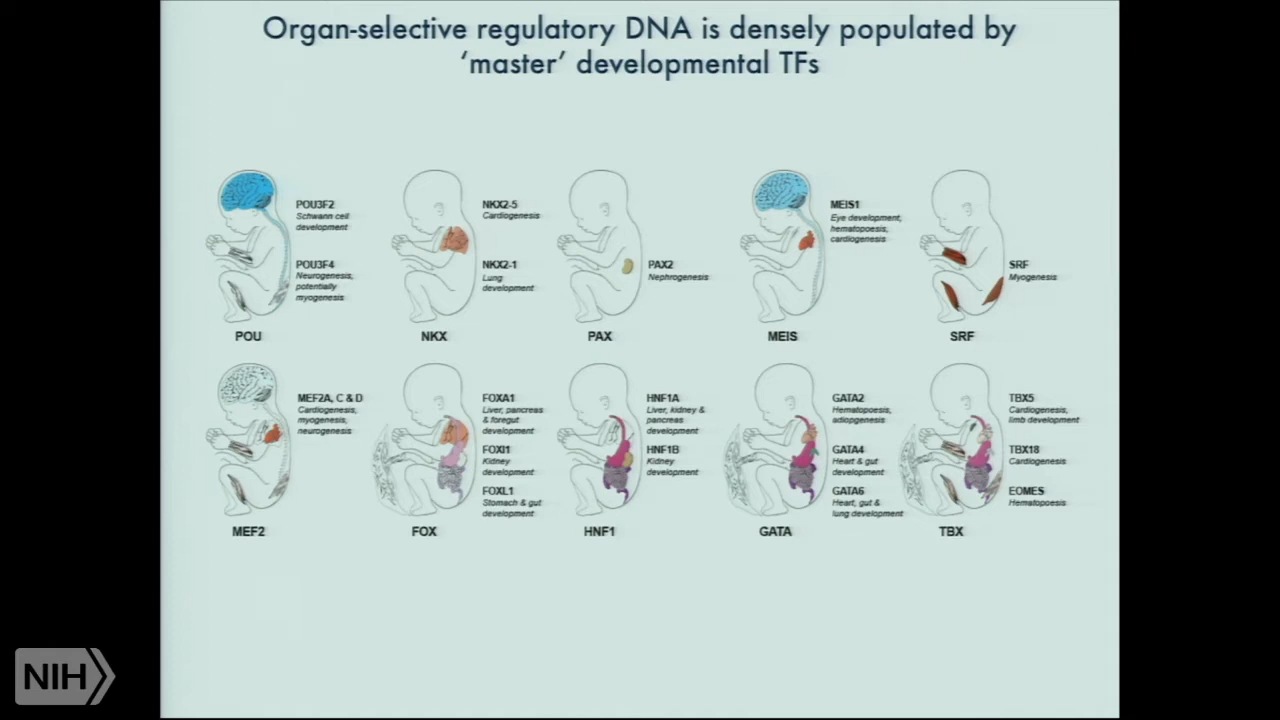 Organ-selective regulatory DNA is densely populated by
‘master’ developmental TFs
POU3F2
Schwann cell
development
POU3F4
Neurogenesis,
potentially
myogenesis
POU
NKX2-5
Cardiogenesis
NKX2-1
Lung
development
NKX
PAX2
Nephrogenesis
PAX
MEIS1
Eye development,
hematopoesis,
cardiogenesis
MEIS
SRF
Myogenesis
SRF
MEF2A, C & D
Cardiogenesis,
myogenesis,
neurogenesis
MEF2
FOXA1
Liver, pancreas
& foregut
development
FOXI1
Kidney
development
FOXL1
Stomach & gut
development
FOX
HNF1A
Liver, kidney &
pancreas
development
HNF1B
Kidney
development
HNF1
GATA2
Hematopoesis,
adiopgenesis
GATA4
Heart & gut
development
GATA6
Heart, gut &
lung development
GATA
TBX5
Cardiogenesis,
limb development
TBX18
Cardiogenesis
EOMES
Hematopoesis
TBX
NIH